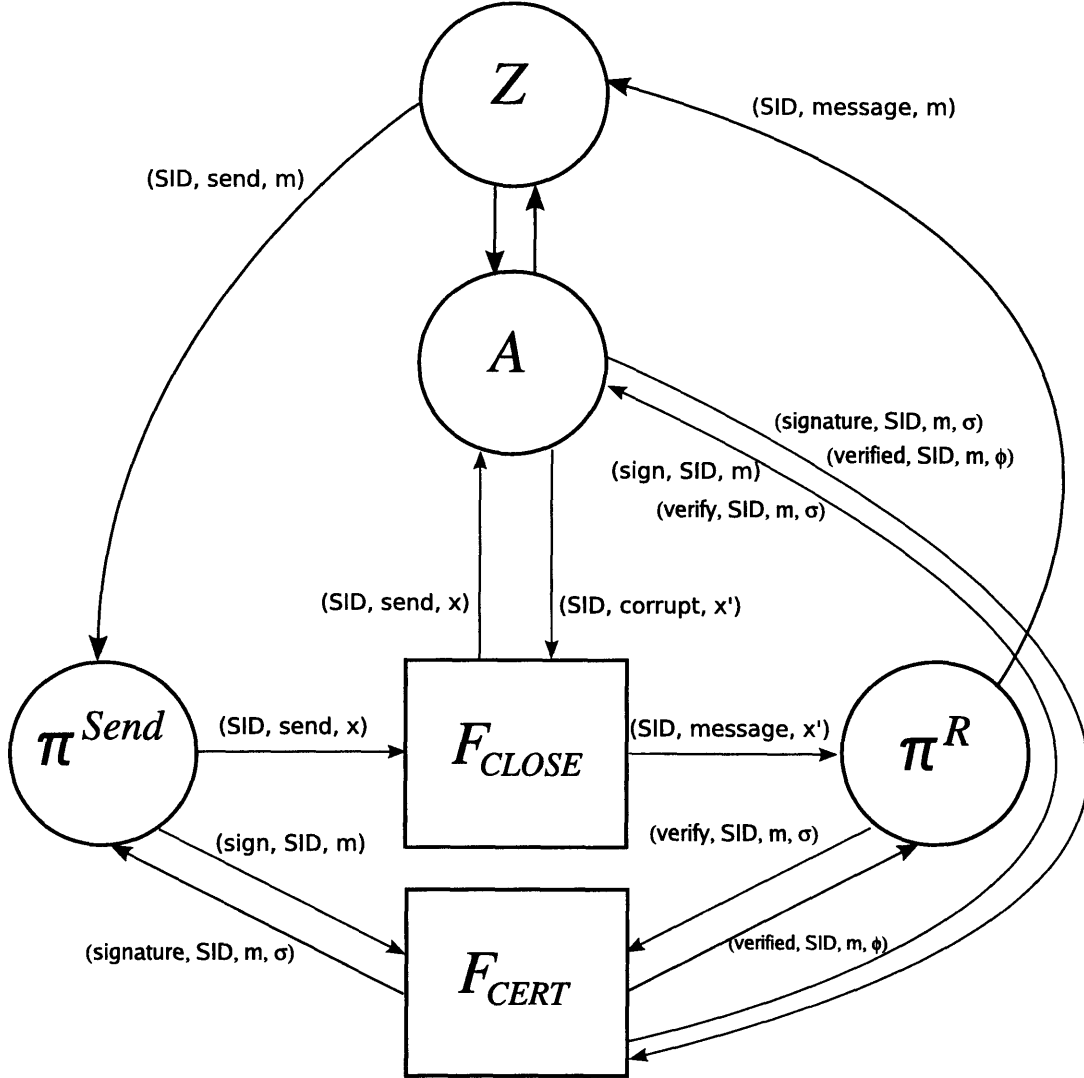 Z
(SID, message, m)
(SID, send, m)
A
(signature, SID, m, σ)
(verified, SID, m, ϕ)
(sign, SID, m)
(verify, SID, m, σ)
(SID, send, x)
(SID, corrupt, x')
π^Send
(SID, send, x)
F_CLOSE
(SID, message, x')
π^R
(sign, SID, m)
(verify, SID, m, σ)
(signature, SID, m, σ)
F_CERT
(verified, SID, m, ϕ)